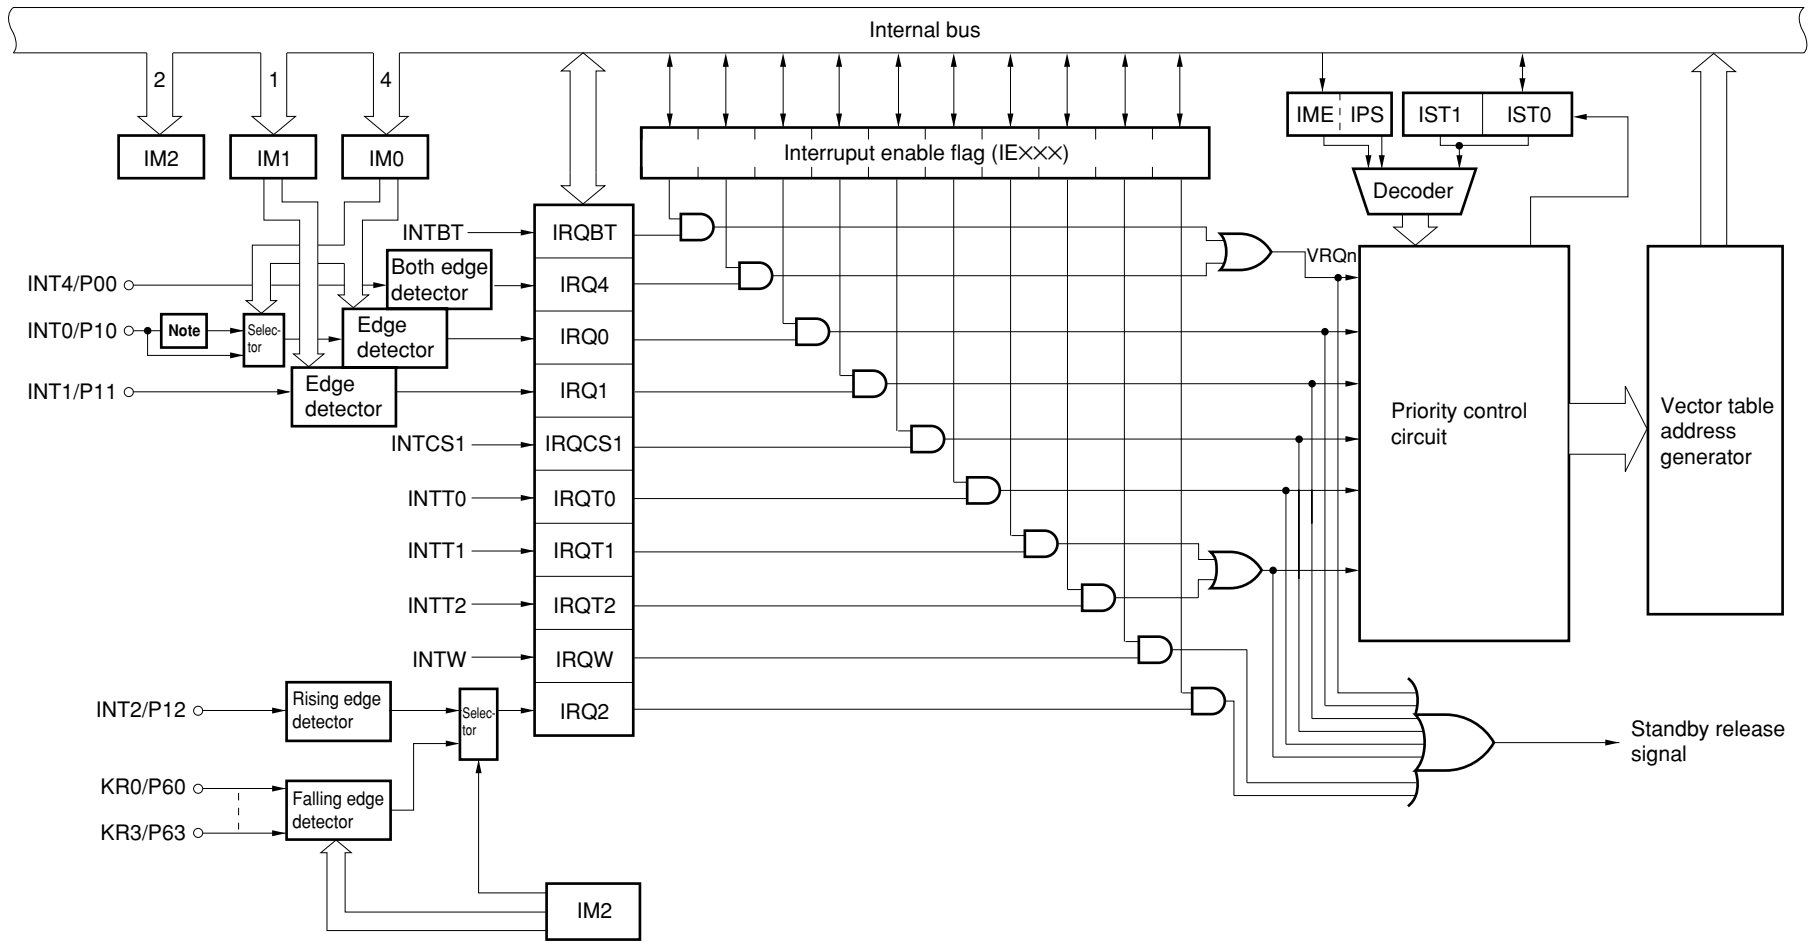 Internal bus
2
1
4
IM2
IM1
IM0
IME
IPS
IST1
IST0
Interruput enable flag (IE×××)
Decoder
INTBT
IRQBT
VRQn
INT4/P00
Both edge
detector
IRQ4
INT0/P10
Note
Selec-
tor
Edge
detector
IRQ0
INT1/P11
Edge
detector
IRQ1
Priority control
circuit
Vector table
address
generator
INTCS1
IRQCS1
INTT0
IRQT0
INTT1
IRQT1
INTT2
IRQT2
INTW
IRQW
INT2/P12
Rising edge
detector
Selec-
tor
IRQ2
Standby release
signal
KR0/P60
Falling edge
detector
KR3/P63
IM2